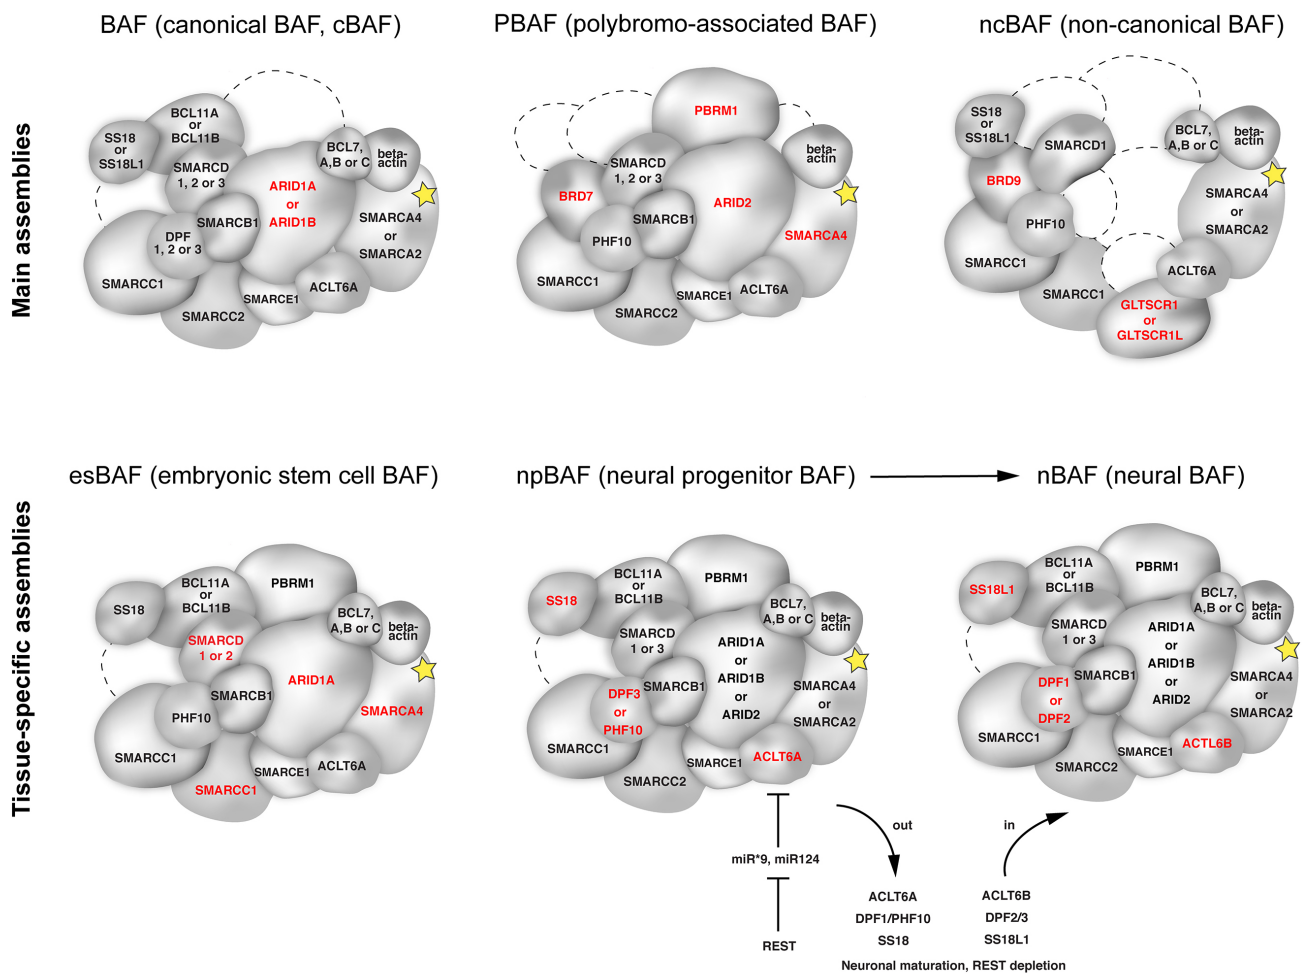 BAF (canonical BAF, cBAF)
PBAF (polybromo-associated BAF)
ncBAF (non-canonical BAF)
Main assemblies
BCL11A
or
BCL11B
SS18
or
SS18L1
SMARCD
1, 2 or 3
ARID1A
or
ARID1B
BCL7,
A,B or C
beta-
actin
SMARCB1
DPF
1, 2 or 3
SMARCA4
or
SMARCA2
SMARCC1
SMARCC2
SMARCE1
ACLT6A
PBRM1
SMARCD
1, 2 or 3
beta-
actin
BRD7
ARID2
SMARCB1
PHF10
SMARCA4
SMARCC1
SMARCC2
SMARCE1
ACLT6A
SS18
or
SS18L1
SMARCD1
BCL7,
A,B or C
beta-
actin
BRD9
PHF10
SMARCA4
or
SMARCA2
SMARCC1
SMARCC1
ACLT6A
GLTSCR1
or
GLTSCR1L
esBAF (embryonic stem cell BAF)
npBAF (neural progenitor BAF)
nBAF (neural BAF)
Tissue-specific assemblies
PBRM1
BCL11A
or
BCL11B
SS18
BCL7,
A,B or C
beta-
actin
SMARCD
1 or 2
ARID1A
SMARCB1
PHF10
SMARCA4
SMARCC1
SMARCC1
SMARCE1
ACLT6A
PBRM1
BCL11A
or
BCL11B
SS18
BCL7,
A,B or C
beta-
actin
SMARCD
1 or 3
ARID1A
or
ARID1B
or
ARID2
SMARCB1
DPF3
or
PHF10
SMARCA4
or
SMARCA2
SMARCC1
SMARCC2
SMARCE1
ACLT6A
PBRM1
BCL11A
or
BCL11B
SS18L1
BCL7,
A,B or C
beta-
actin
SMARCD
1 or 3
ARID1A
or
ARID1B
or
ARID2
SMARCB1
DPF1
or
DPF2
SMARCA4
or
SMARCA2
SMARCC1
SMARCC2
SMARCE1
ACTL6B
out
in
miR*9, miR124
REST
ACLT6A
DPF1/PHF10
SS18
ACLT6B
DPF2/3
SS18L1
Neuronal maturation, REST depletion